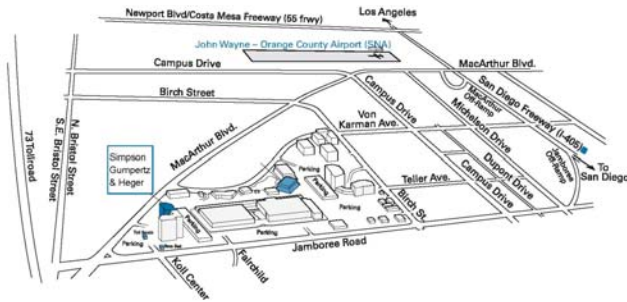 Newport Blvd/Costa Mesa Freeway (55 frwy)
Los Angeles
John Wayne – Orange County Airport (SNA)
Campus Drive
MacArthur Blvd.
Birch Street
Campus Drive
MacArthur
Off-Ramp
San Diego Freeway (I-405)
Von
Karman Ave.
Michelson Drive
73 Tollroad
S.E. Bristol Street
N. Bristol Street
MacArthur Blvd.
Simpson
Gumpertz
& Heger
Parking
Parking
Teller Ave.
Dupont Drive
Jamboree
Off-Ramp
To
San Diego
Campus Drive
Birch St.
Parking
Parking
Parking
Parking
Jamboree Road
Koll Center
Fairchild